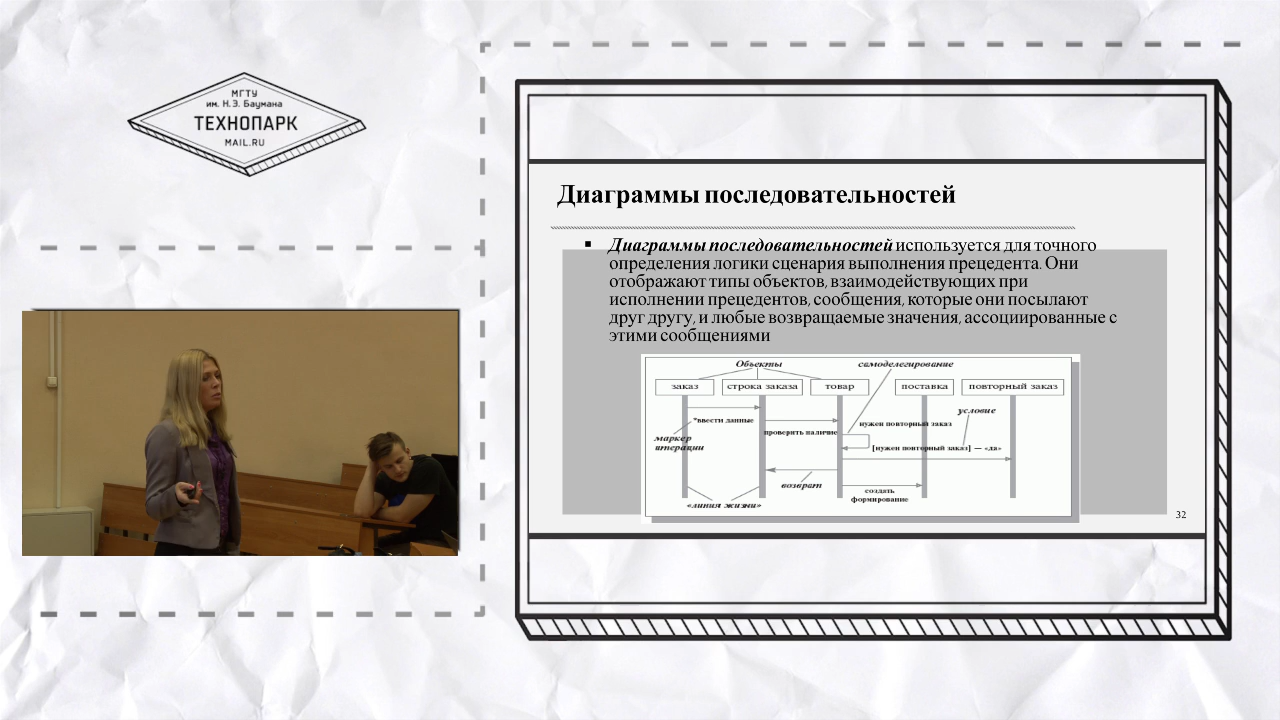 МГТУ
им. Н.Э. Баумана
ТЕХНОПАРК
MAIL.RU
Диаграммы последовательностей
▪ Диаграммы последовательностей используется для точного
определения логики сценария выполнения прецедента. Они
отображают типы объектов, взаимодействующих при
исполнении прецедентов, сообщения, которые они посылают
друг другу, и любые возвращаемые значения, ассоциированные с
этими сообщениями
Объекты
самоделегирование
заказ
строка заказа
товар
поставка
повторный заказ
условие
*ввести данные
нужен повторный заказ
проверить наличие
маркер
итерации
[нужен повторный заказ] — «да»
возврат
создать
формирование
«линия жизни»
32